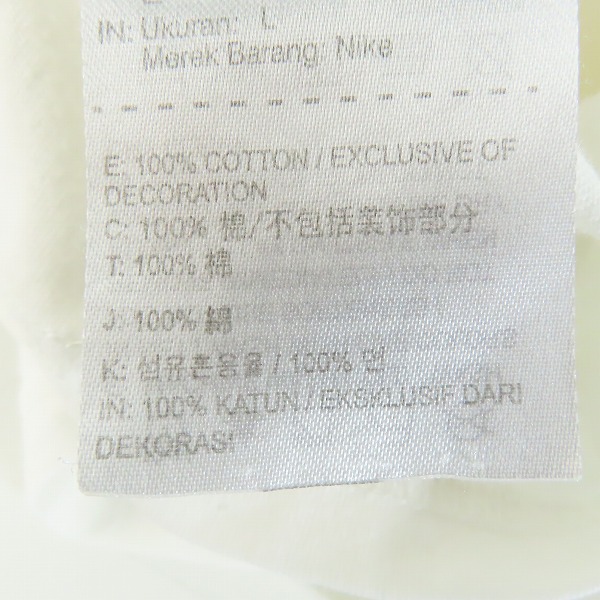 IN: Ukuran: L
Merek Barang: Nike
E: 100% COTTON / EXCLUSIVE OF
DECORATION
C: 100% 棉/不包括装饰部分
T: 100% 棉
J: 100% 綿
K: 섬유혼용율 / 100% 면
IN: 100% KATUN / EKSKLUSIF DARI
DEKORASI